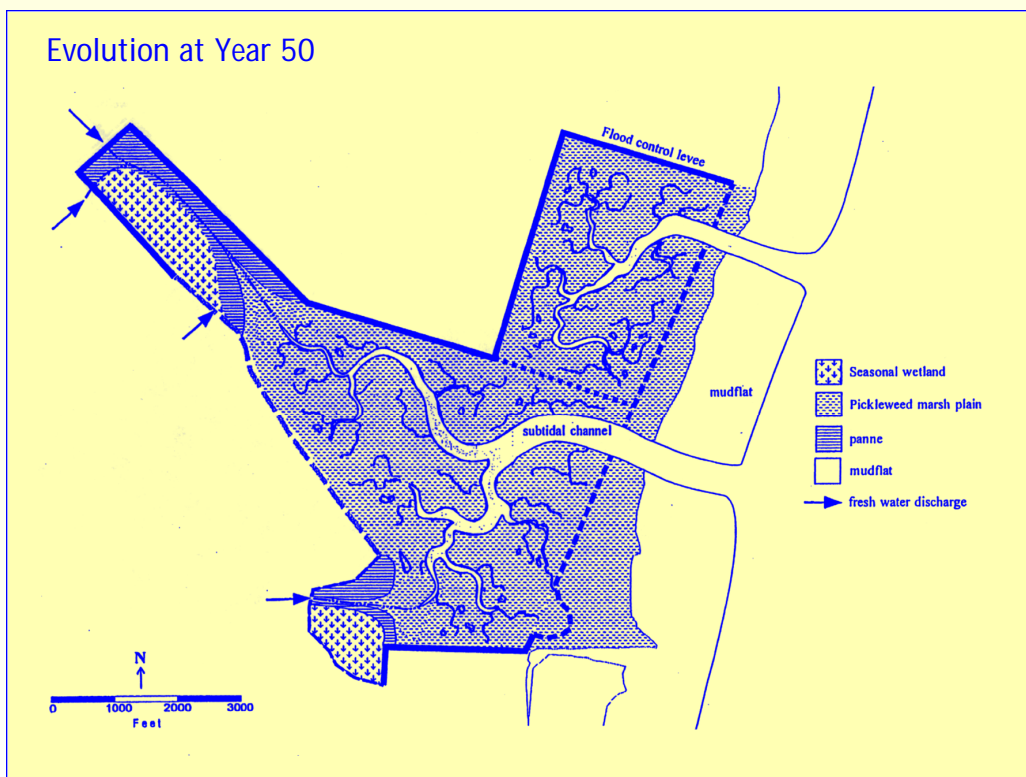 Evolution at Year 50
Flood control levee
mudflat
subtidal channel
Seasonal wetland
Pickleweed marsh plain
panne
mudflat
fresh water discharge
N
0 1000 2000 3000
Feet